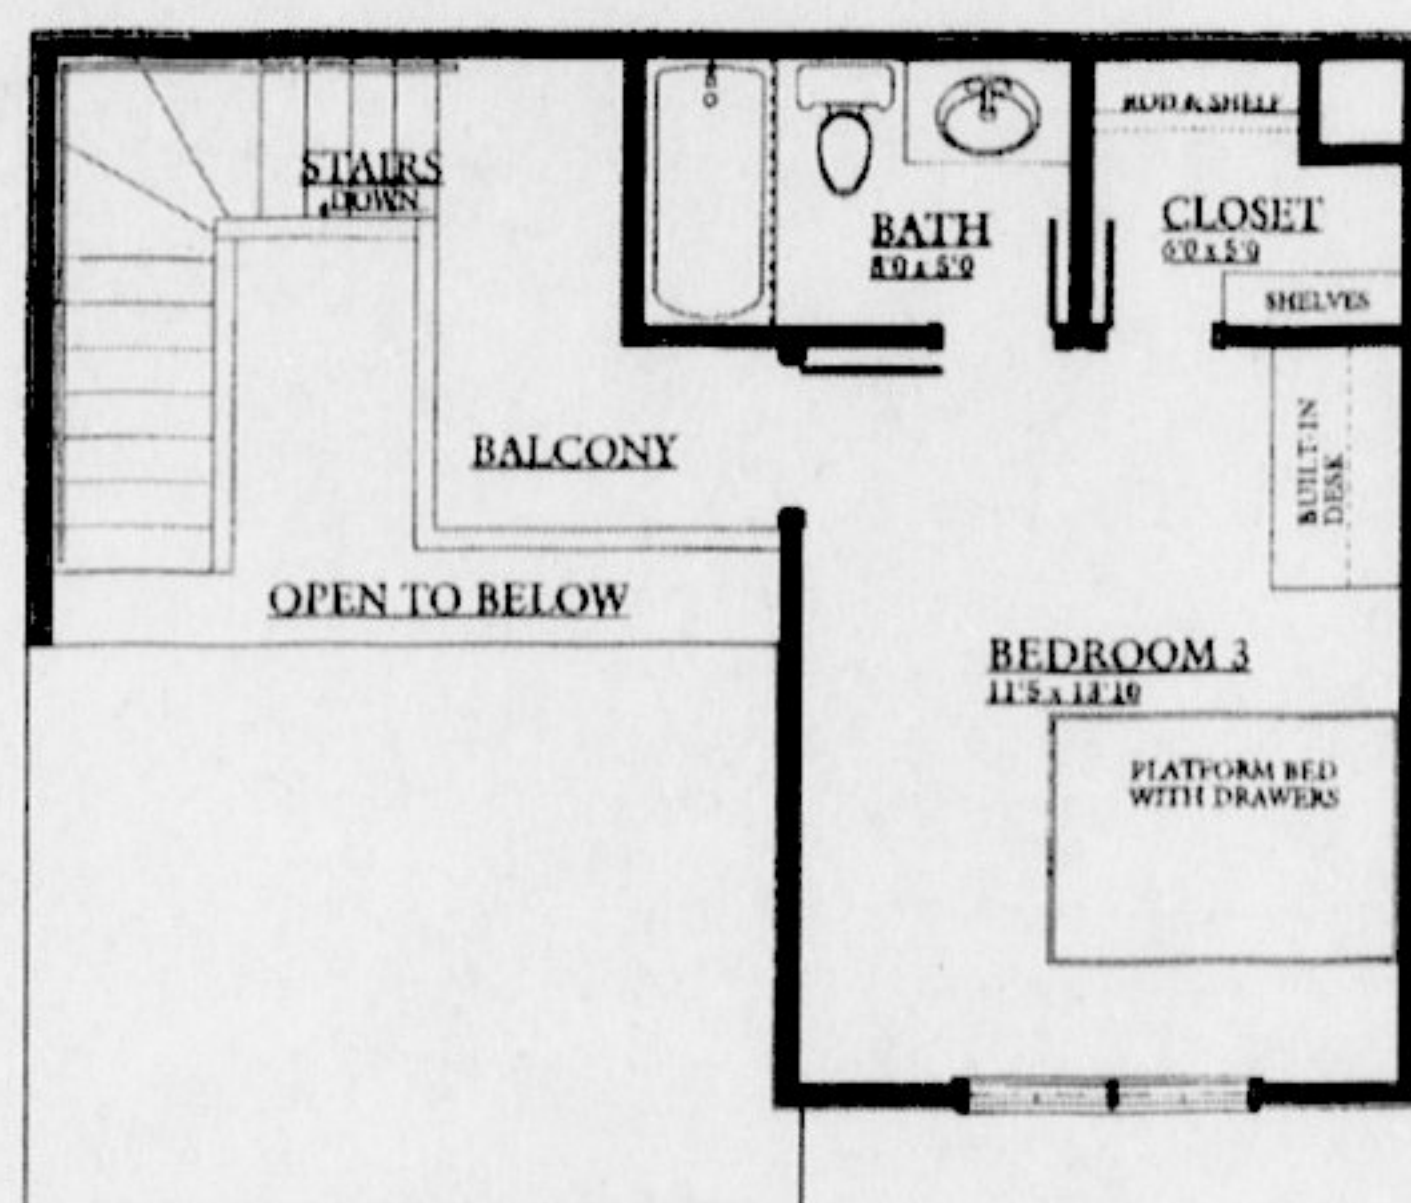 ROD & SHELF
STAIRS
DOWN
BATH
8'0 x 5'0
CLOSET
6'0 x 5'0
SHELVES
BALCONY
BUILT-IN
DESK
OPEN TO BELOW
BEDROOM 3
11'5 x 13'10
PLATFORM BED
WITH DRAWERS